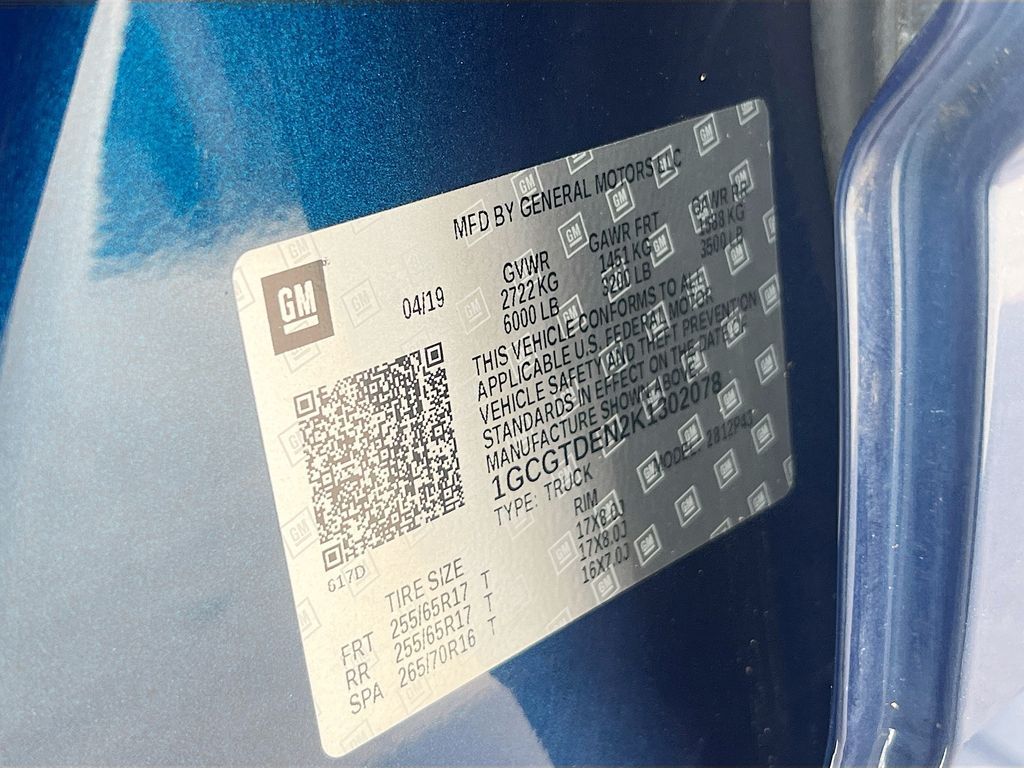 GM
04/19
MFD BY GENERAL MOTORS LLC
GVWR GAWR FRT GAWR RR
2722 KG 1451 KG 1588 KG
6000 LB 3200 LB 3500 LB
THIS VEHICLE CONFORMS TO ALL
APPLICABLE U.S. FEDERAL MOTOR
VEHICLE SAFETY AND THEFT PREVENTION
STANDARDS IN EFFECT ON THE DATE OF
MANUFACTURE SHOWN ABOVE.
1GCGTDEN2K1302078
TYPE: TRUCK MODEL:
617D
TIRE SIZE RIM
FRT 255/65R17 T 17X8.0J
RR 255/65R17 T 17X8.0J
SPA 265/70R16 T 16X7.0J